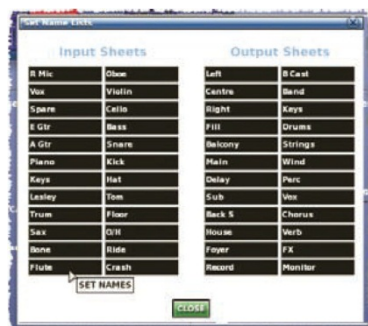 Set Name Lists
Input Sheets
Output Sheets
R Mic Oboe Left B Cast
Vox Violin Centre Band
Spare Cello Right Keys
E Gtr Bass Fill Drums
A Gtr Snare Balcony Strings
Piano Kick Main Wind
Keys Hat Delay Perc
Lesley Tom Sub Vox
Trum Floor Back S Chorus
Sax O/H House Verb
Bone Ride Foyer FX
Flute Crash Record Monitor
SET NAMES
CLOSE